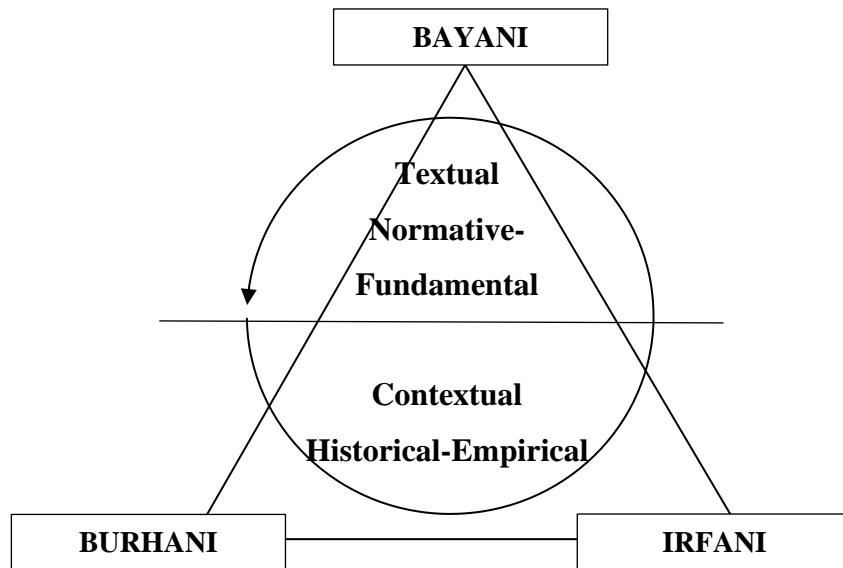 BAYANI
Textual
Normative-
Fundamental
Contextual
Historical-Empirical
BURHANI
IRFANI